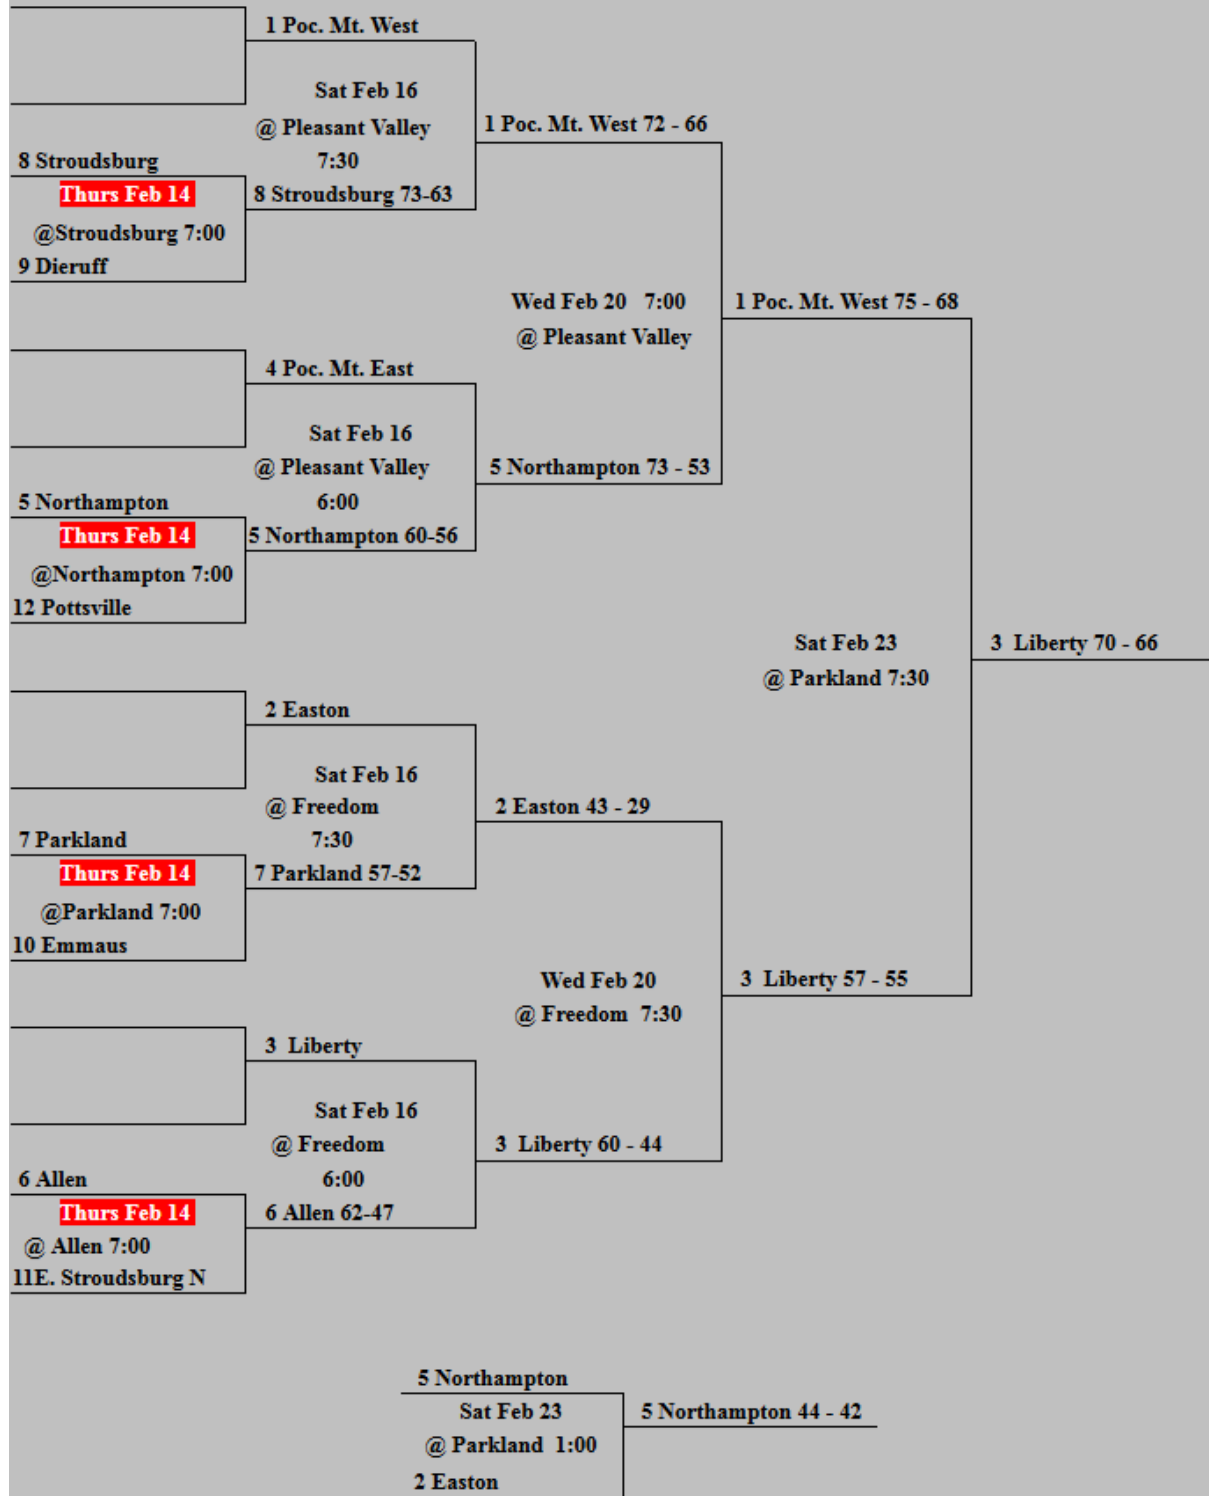 1 Poc. Mt. West
Sat Feb 16
@ Pleasant Valley
7:30
1 Poc. Mt. West 72 - 66
8 Stroudsburg
Thurs Feb 14
8 Stroudsburg 73-63
@Stroudsburg 7:00
9 Dieruff
Wed Feb 20 7:00
@ Pleasant Valley
1 Poc. Mt. West 75 - 68
4 Poc. Mt. East
Sat Feb 16
@ Pleasant Valley
6:00
5 Northampton 73 - 53
5 Northampton
Thurs Feb 14
5 Northampton 60-56
@Northampton 7:00
12 Pottsville
Sat Feb 23
@ Parkland 7:30
3 Liberty 70 - 66
2 Easton
Sat Feb 16
@ Freedom
7:30
2 Easton 43 - 29
7 Parkland
Thurs Feb 14
7 Parkland 57-52
@Parkland 7:00
10 Emmaus
Wed Feb 20
@ Freedom 7:30
3 Liberty 57 - 55
3 Liberty
Sat Feb 16
@ Freedom
6:00
3 Liberty 60 - 44
6 Allen
Thurs Feb 14
6 Allen 62-47
@ Allen 7:00
11E. Stroudsburg N
5 Northampton
Sat Feb 23
@ Parkland 1:00
5 Northampton 44 - 42
2 Easton